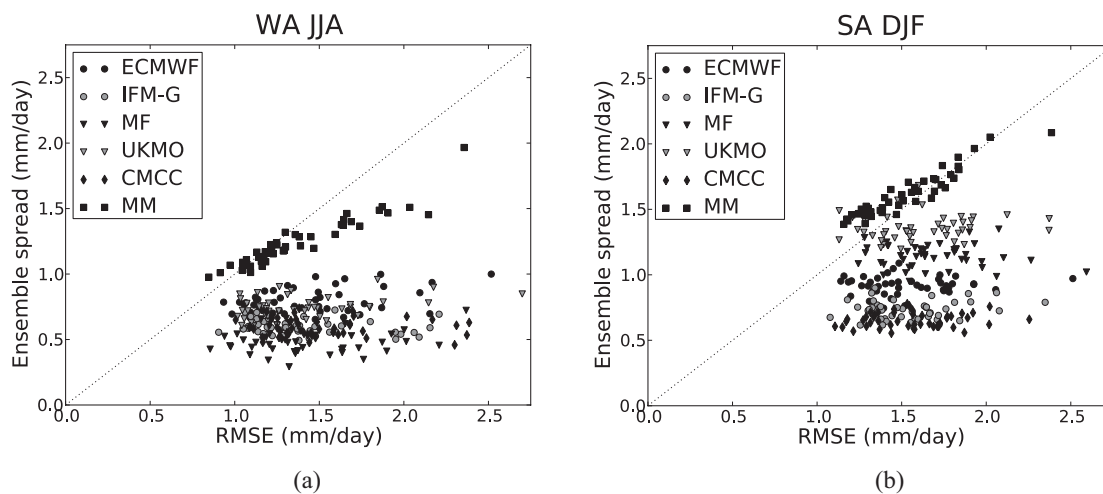 WA JJA
Ensemble spread (mm/day)
2.5
2.0
1.5
1.0
0.5
0.0
ECMWF
IFM-G
MF
UKMO
CMCC
MM
0.0
0.5
1.0
1.5
2.0
2.5
RMSE (mm/day)
(a)
SA DJF
Ensemble spread (mm/day)
2.5
2.0
1.5
1.0
0.5
0.0
ECMWF
IFM-G
MF
UKMO
CMCC
MM
0.0
0.5
1.0
1.5
2.0
2.5
RMSE (mm/day)
(b)